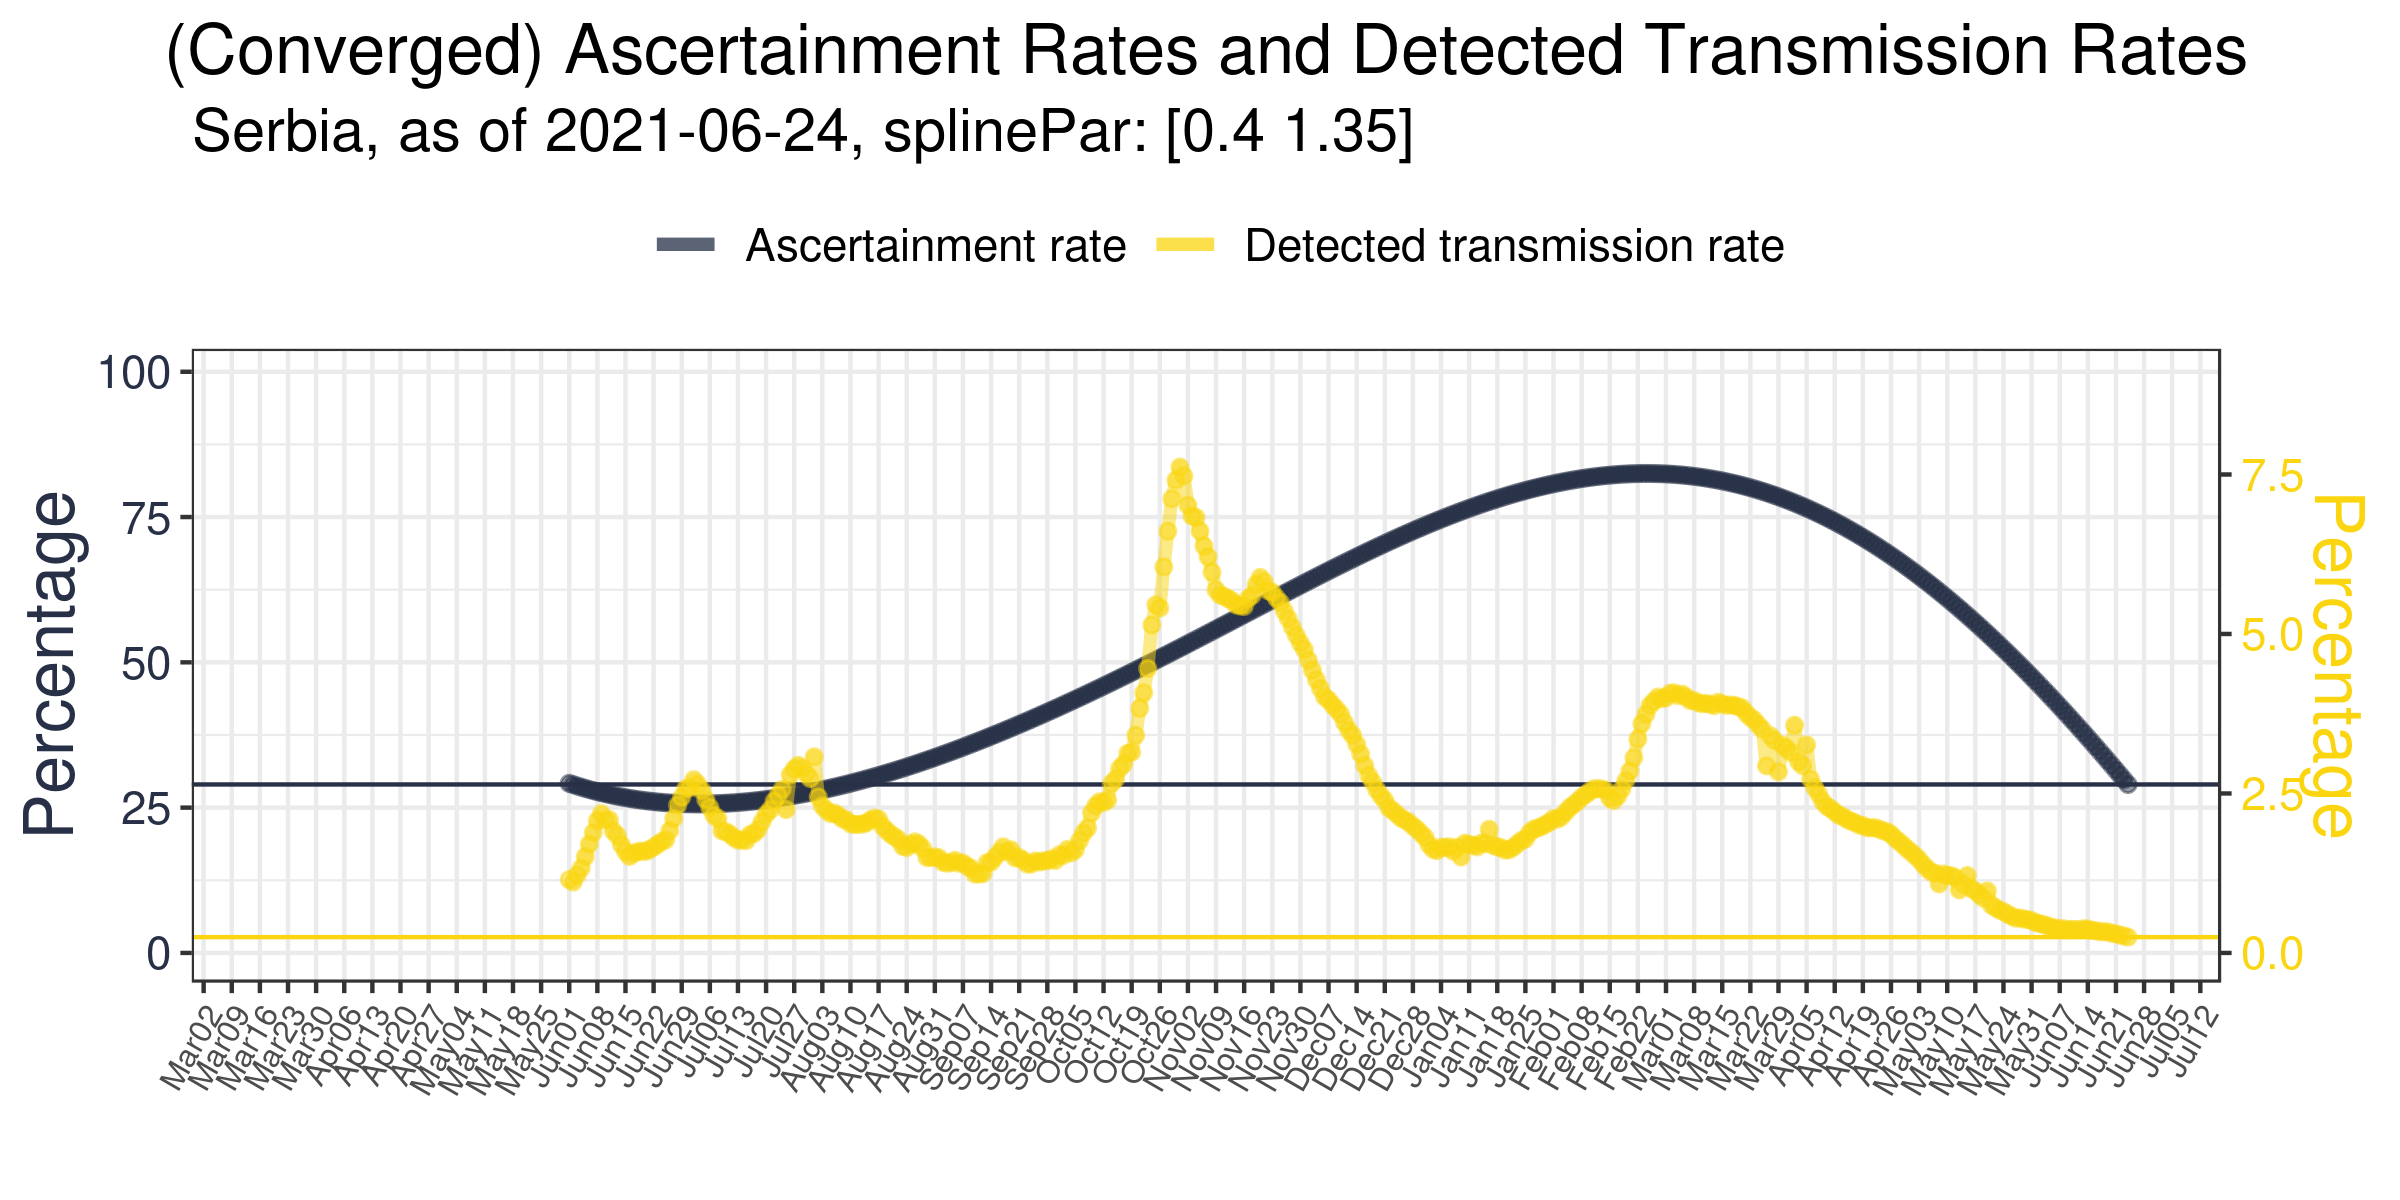 (Converged) Ascertainment Rates and Detected Transmission Rates
Serbia, as of 2021-06-24, splinePar: [0.4 1.35]
Ascertainment rate Detected transmission rate
Percentage
100
75
50
25
0
7.5
5.0
2.5
0.0
Percentage
Mar02 Mar09 Mar16 Mar23 Mar30 Apr06 Apr13 Apr20 Apr27 May04 May11 May18 May25 Jun01 Jun08 Jun15 Jun22 Jun29 Jul06 Jul13 Jul20 Jul27 Aug03 Aug10 Aug17 Aug24 Aug31 Sep07 Sep14 Sep21 Sep28 Oct05 Oct12 Oct19 Oct26 Nov02 Nov09 Nov16 Nov23 Nov30 Dec07 Dec14 Dec21 Dec28 Jan04 Jan11 Jan18 Jan25 Feb01 Feb08 Feb15 Feb22 Mar01 Mar08 Mar15 Mar22 Mar29 Apr05 Apr12 Apr19 Apr26 May03 May10 May17 May24 May31 Jun07 Jun14 Jun21 Jun28 Jul05 Jul12